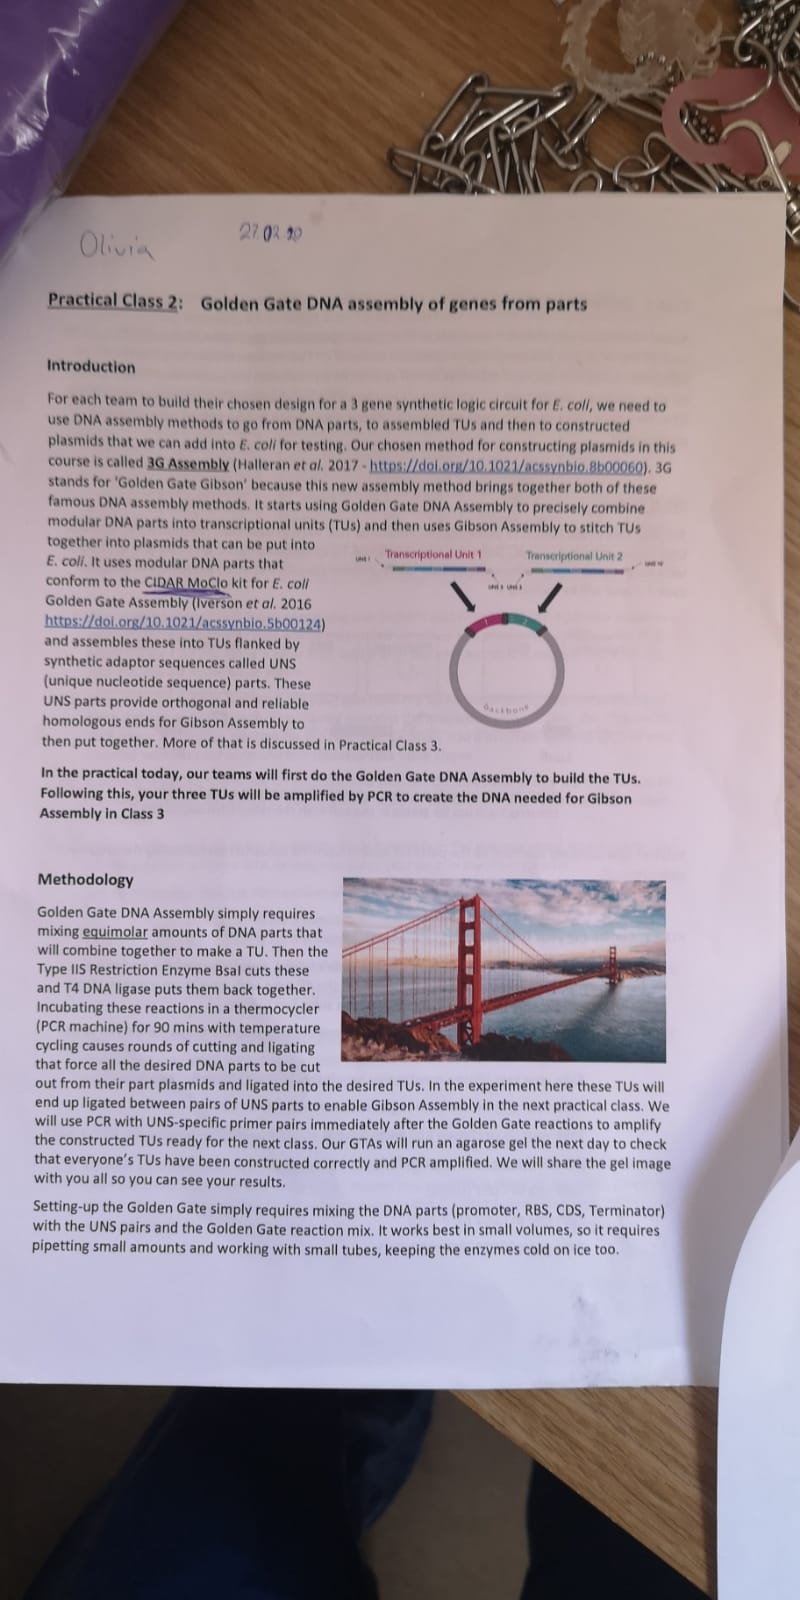 Olivia 27.02.20
Practical Class 2: Golden Gate DNA assembly of genes from parts
Introduction
For each team to build their chosen design for a 3 gene synthetic logic circuit for E. coli, we need to
use DNA assembly methods to go from DNA parts, to assembled TUs and then to constructed
plasmids that we can add into E. coli for testing. Our chosen method for constructing plasmids in this
course is called 3G Assembly (Halleran et al. 2017 - https://doi.org/10.1021/acssynbio.8b00060). 3G
stands for 'Golden Gate Gibson' because this new assembly method brings together both of these
famous DNA assembly methods. It starts using Golden Gate DNA Assembly to precisely combine
modular DNA parts into transcriptional units (TUs) and then uses Gibson Assembly to stitch TUs
together into plasmids that can be put into
E. coli. It uses modular DNA parts that
conform to the CIDAR MoClo kit for E. coli
Golden Gate Assembly (Iverson et al. 2016
https://doi.org/10.1021/acssynbio.5b00124)
and assembles these into TUs flanked by
synthetic adaptor sequences called UNS
(unique nucleotide sequence) parts. These
UNS parts provide orthogonal and reliable
homologous ends for Gibson Assembly to
then put together. More of that is discussed in Practical Class 3.
Transcriptional Unit 1
Transcriptional Unit 2
1 2
Backbone
In the practical today, our teams will first do the Golden Gate DNA Assembly to build the TUs.
Following this, your three TUs will be amplified by PCR to create the DNA needed for Gibson
Assembly in Class 3
Methodology
Golden Gate DNA Assembly simply requires
mixing equimolar amounts of DNA parts that
will combine together to make a TU. Then the
Type IIS Restriction Enzyme BsaI cuts these
and T4 DNA ligase puts them back together.
Incubating these reactions in a thermocycler
(PCR machine) for 90 mins with temperature
cycling causes rounds of cutting and ligating
that force all the desired DNA parts to be cut
out from their part plasmids and ligated into the desired TUs. In the experiment here these TUs will
end up ligated between pairs of UNS parts to enable Gibson Assembly in the next practical class. We
will use PCR with UNS-specific primer pairs immediately after the Golden Gate reactions to amplify
the constructed TUs ready for the next class. Our GTAs will run an agarose gel the next day to check
that everyone's TUs have been constructed correctly and PCR amplified. We will share the gel image
with you all so you can see your results.
Setting-up the Golden Gate simply requires mixing the DNA parts (promoter, RBS, CDS, Terminator)
with the UNS pairs and the Golden Gate reaction mix. It works best in small volumes, so it requires
pipetting small amounts and working with small tubes, keeping the enzymes cold on ice too.